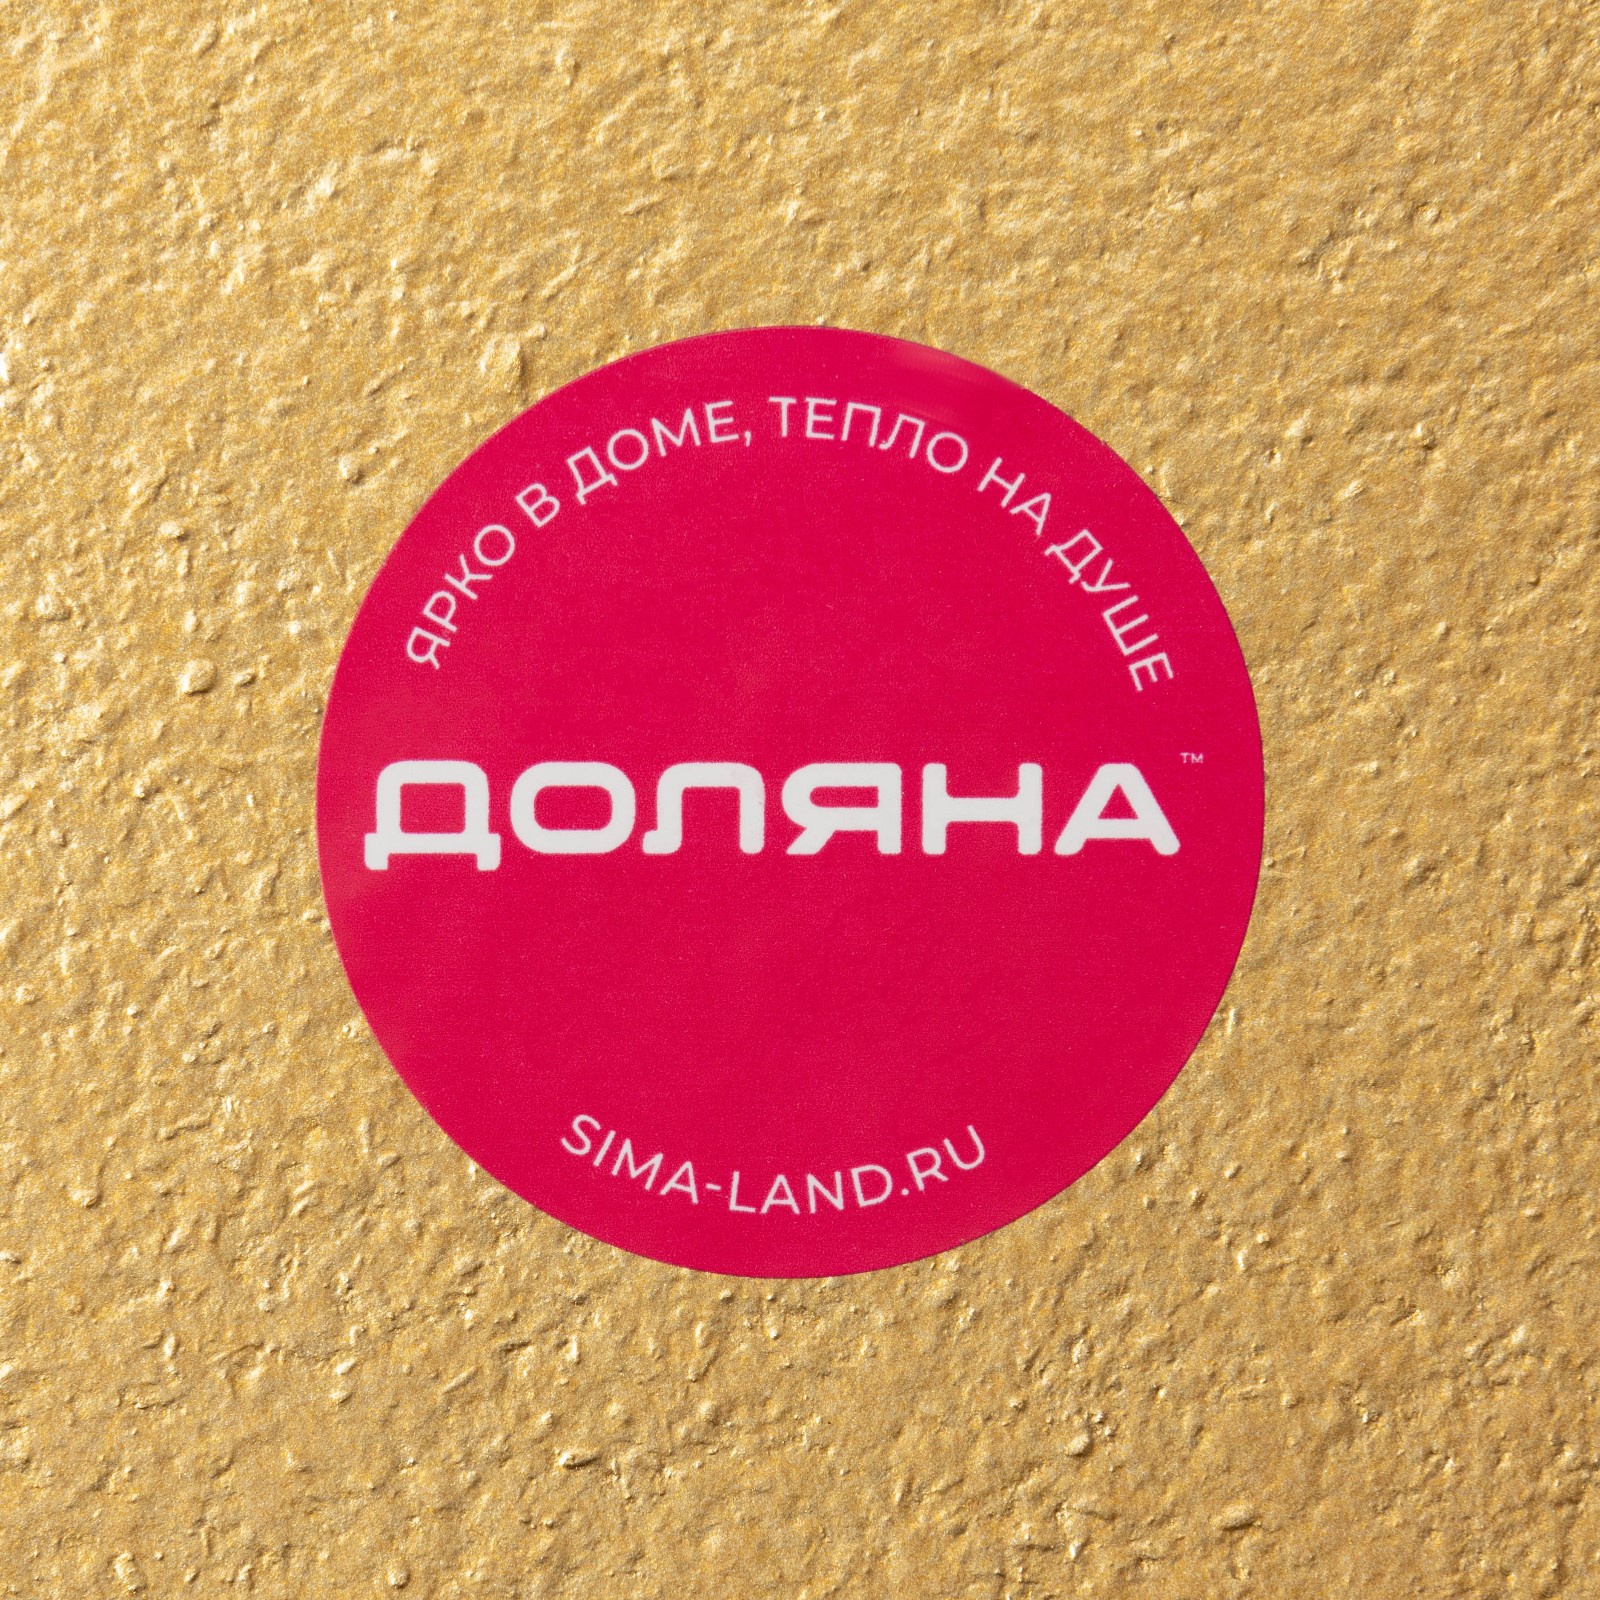 ЯРКО В ДОМЕ, ТЕПЛО НА ДУШЕ
ДОЛЯНА™
SIMA-LAND.RU